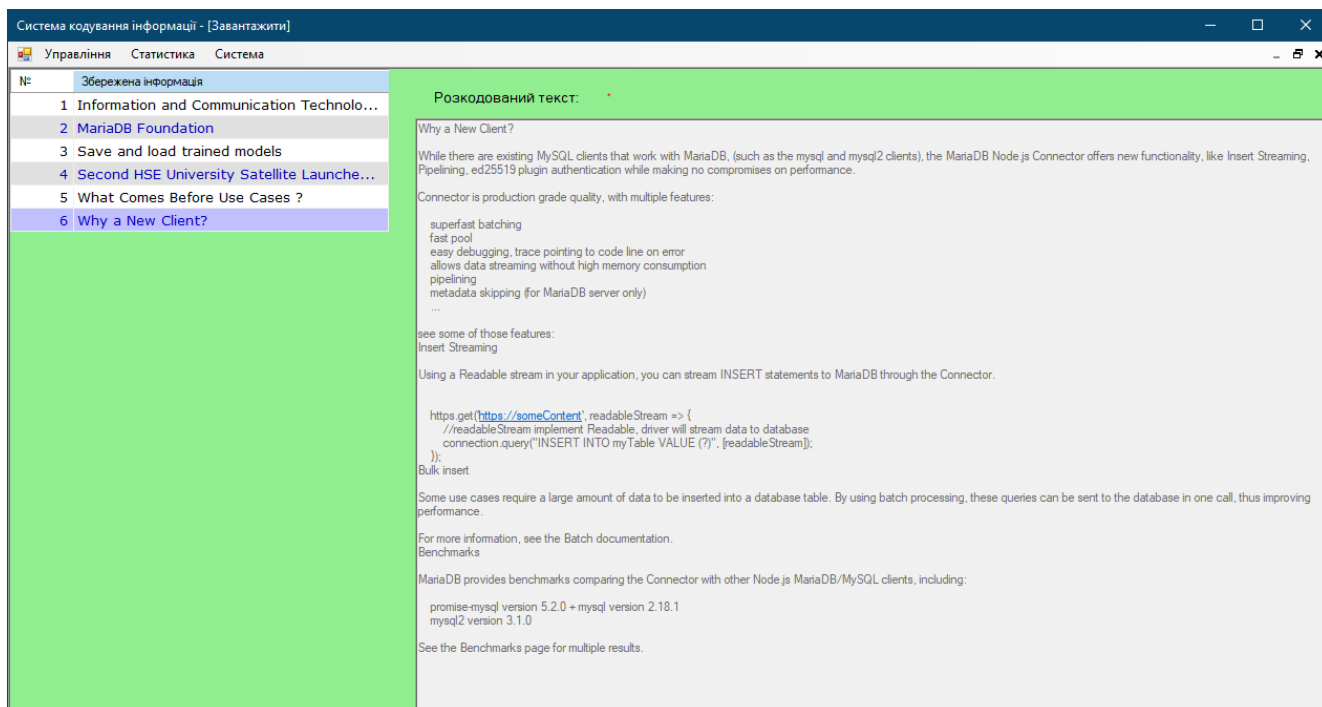 Система кодування інформації - [Завантажити]
Управління Статистика Система
№ Збережена інформація
1 Information and Communication Technolo...
2 MariaDB Foundation
3 Save and load trained models
4 Second HSE University Satellite Launche...
5 What Comes Before Use Cases ?
6 Why a New Client?
Розкодований текст: *
Why a New Client?
While there are existing MySQL clients that work with MariaDB, (such as the mysql and mysql2 clients), the MariaDB Node.js Connector offers new functionality, like Insert Streaming,
Pipelining, ed25519 plugin authentication while making no compromises on performance.
Connector is production grade quality, with multiple features:
superfast batching
fast pool
easy debugging, trace pointing to code line on error
allows data streaming without high memory consumption
pipelining
metadata skipping (for MariaDB server only)
...
see some of those features:
Insert Streaming
Using a Readable stream in your application, you can stream INSERT statements to MariaDB through the Connector.
https.get('https://someContent', readableStream => {
//readableStream implement Readable, driver will stream data to database
connection.query("INSERT INTO myTable VALUE (?)", [readableStream]);
});
Bulk insert
Some use cases require a large amount of data to be inserted into a database table. By using batch processing, these queries can be sent to the database in one call, thus improving
performance.
For more information, see the Batch documentation.
Benchmarks
MariaDB provides benchmarks comparing the Connector with other Node.js MariaDB/MySQL clients, including:
promise-mysql version 5.2.0 + mysql version 2.18.1
mysql2 version 3.1.0
See the Benchmarks page for multiple results.